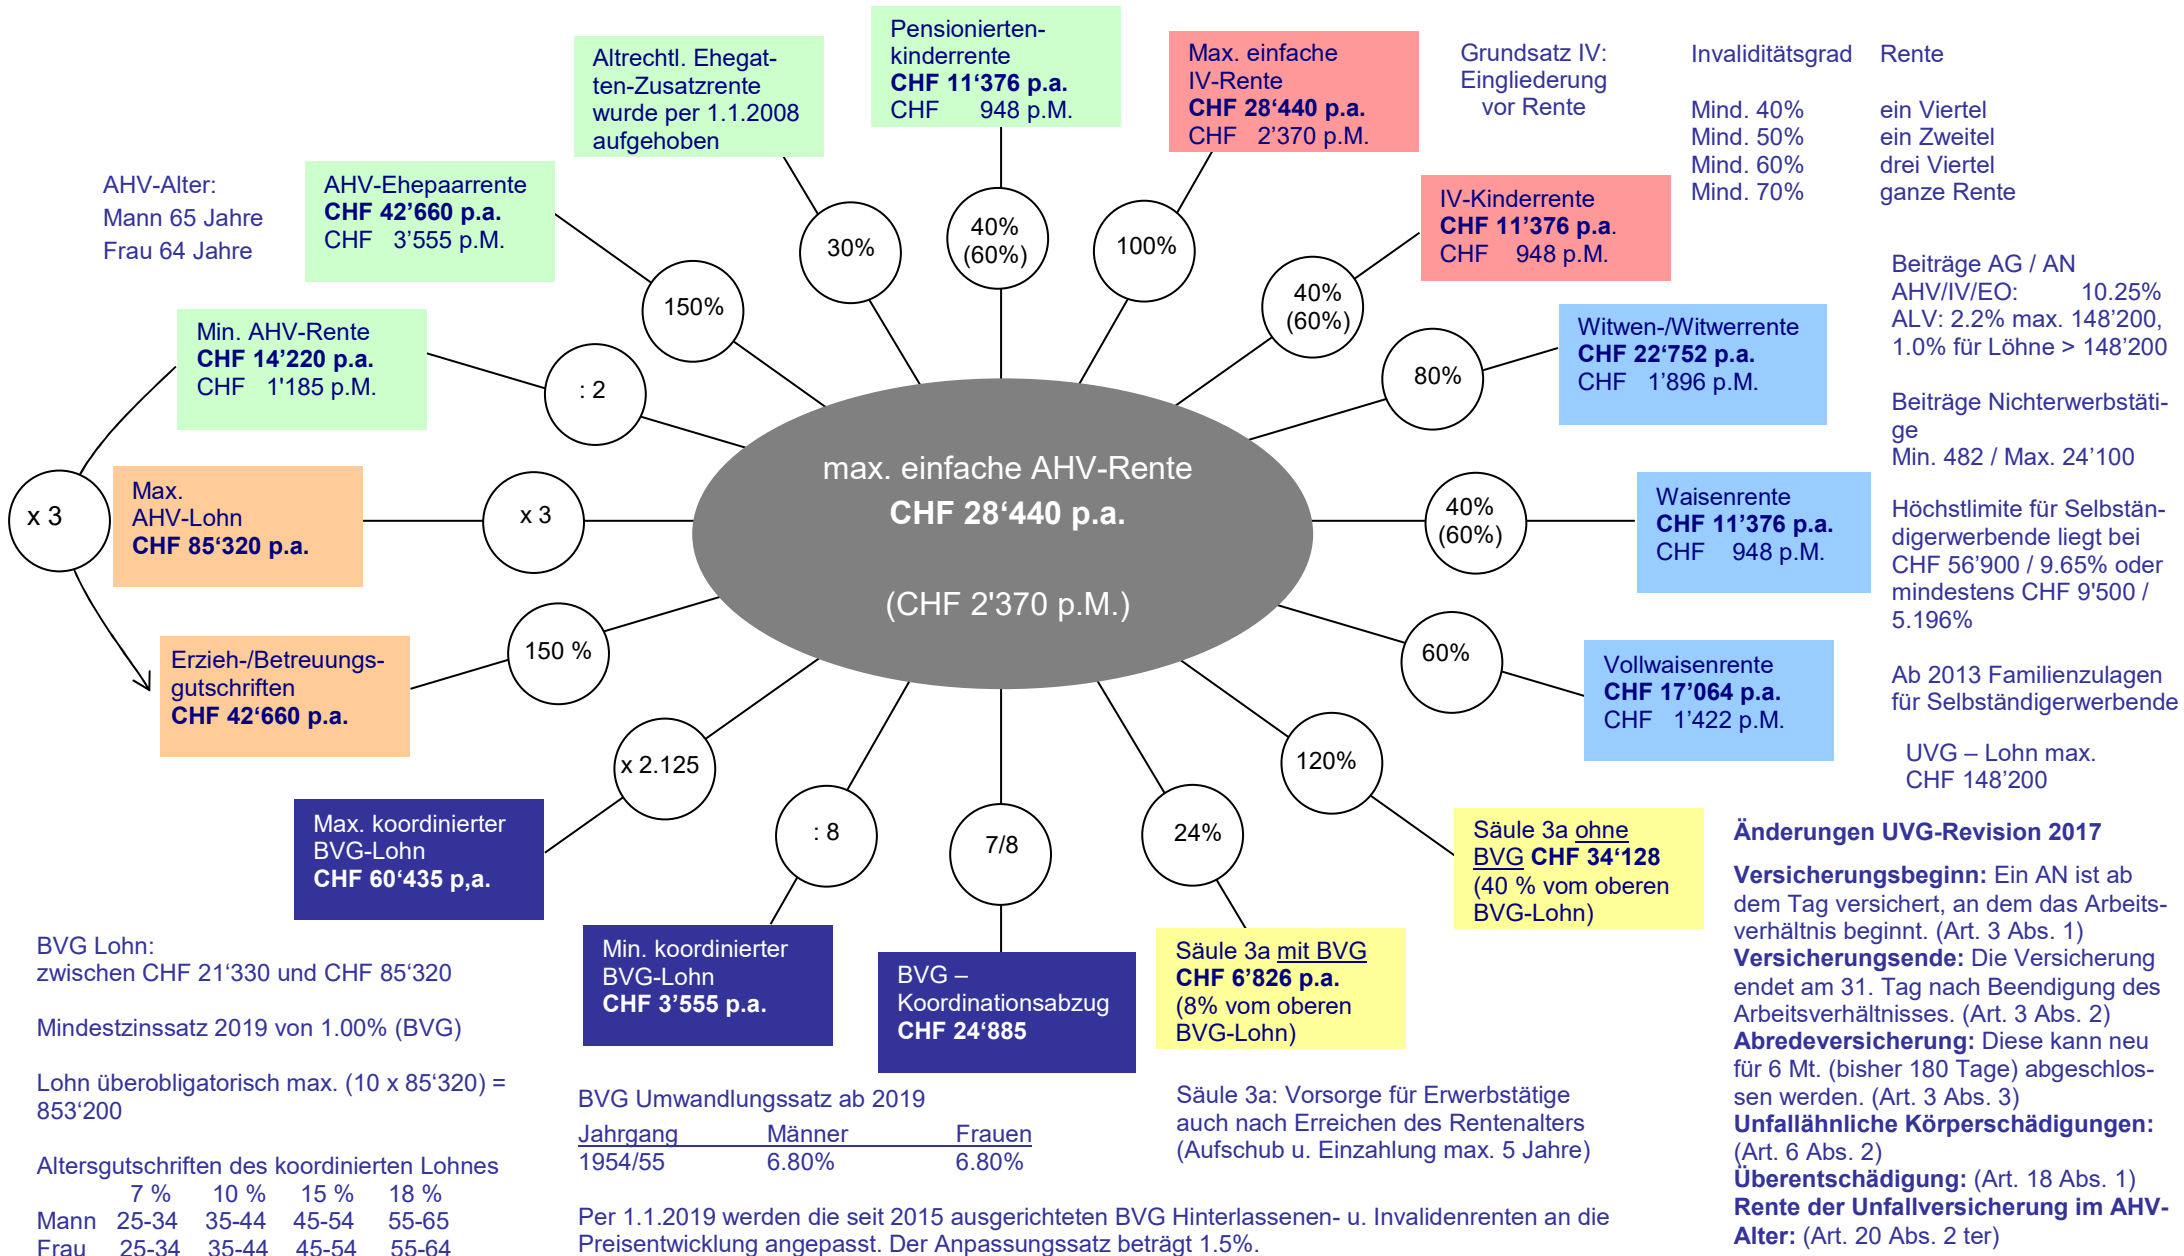 Altrechtl. Ehegat-
ten-Zusatzrente
wurde per 1.1.2008
aufgehoben
Pensionierten-
kinderrente
CHF 11‘376 p.a.
CHF 948 p.M.
Max. einfache
IV-Rente
CHF 28‘440 p.a.
CHF 2’370 p.M.
Grundsatz IV:
Eingliederung
vor Rente
Invaliditätsgrad Rente
Mind. 40% ein Viertel
Mind. 50% ein Zweitel
Mind. 60% drei Viertel
Mind. 70% ganze Rente
AHV-Alter:
Mann 65 Jahre
Frau 64 Jahre
AHV-Ehepaarrente
CHF 42’660 p.a.
CHF 3’555 p.M.
30%
40%
(60%)
100%
IV-Kinderrente
CHF 11’376 p.a.
CHF 948 p.M.
150%
40%
(60%)
Min. AHV-Rente
CHF 14’220 p.a.
CHF 1'185 p.M.
: 2
80%
Witwen-/Witwerrente
CHF 22‘752 p.a.
CHF 1’896 p.M.
Beiträge AG / AN
AHV/IV/EO: 10.25%
ALV: 2.2% max. 148’200,
1.0% für Löhne > 148’200
Beiträge Nichterwerbstäti-
ge
Min. 482 / Max. 24’100
Höchstlimite für Selbstän-
digerwerbende liegt bei
CHF 56’900 / 9.65% oder
mindestens CHF 9'500 /
5.196%
Ab 2013 Familienzulagen
für Selbständigerwerbende
UVG – Lohn max.
CHF 148’200
x 3
Max.
AHV-Lohn
CHF 85‘320 p.a.
x 3
max. einfache AHV-Rente
CHF 28‘440 p.a.
(CHF 2'370 p.M.)
40%
(60%)
Waisenrente
CHF 11’376 p.a.
CHF 948 p.M.
Erzieh-/Betreuungs-
gutschriften
CHF 42‘660 p.a.
150 %
60%
Vollwaisenrente
CHF 17’064 p.a.
CHF 1’422 p.M.
x 2.125
: 8
7/8
24%
120%
Max. koordinierter
BVG-Lohn
CHF 60‘435 p,a.
Min. koordinierter
BVG-Lohn
CHF 3’555 p.a.
BVG –
Koordinationsabzug
CHF 24‘885
Säule 3a mit BVG
CHF 6’826 p.a.
(8% vom oberen
BVG-Lohn)
Säule 3a ohne
BVG CHF 34‘128
(40 % vom oberen
BVG-Lohn)
Änderungen UVG-Revision 2017
Versicherungsbeginn: Ein AN ist ab
dem Tag versichert, an dem das Arbeits-
verhältnis beginnt. (Art. 3 Abs. 1)
Versicherungsende: Die Versicherung
endet am 31. Tag nach Beendigung des
Arbeitsverhältnisses. (Art. 3 Abs. 2)
Abredeversicherung: Diese kann neu
für 6 Mt. (bisher 180 Tage) abgeschlos-
sen werden. (Art. 3 Abs. 3)
Unfallähnliche Körperschädigungen:
(Art. 6 Abs. 2)
Überentschädigung: (Art. 18 Abs. 1)
Rente der Unfallversicherung im AHV-
Alter: (Art. 20 Abs. 2 ter)
BVG Lohn:
zwischen CHF 21‘330 und CHF 85‘320
Mindestzinssatz 2019 von 1.00% (BVG)
Lohn überobligatorisch max. (10 x 85‘320) =
853’200
Altersgutschriften des koordinierten Lohnes
7 % 10 % 15 % 18 %
Mann 25-34 35-44 45-54 55-65
Frau 25-34 35-44 45-54 55-64
BVG Umwandlungssatz ab 2019
Jahrgang Männer Frauen
1954/55 6.80% 6.80%
Säule 3a: Vorsorge für Erwerbstätige
auch nach Erreichen des Rentenalters
(Aufschub u. Einzahlung max. 5 Jahre)
Per 1.1.2019 werden die seit 2015 ausgerichteten BVG Hinterlassenen- u. Invalidenrenten an die
Preisentwicklung angepasst. Der Anpassungssatz beträgt 1.5%.